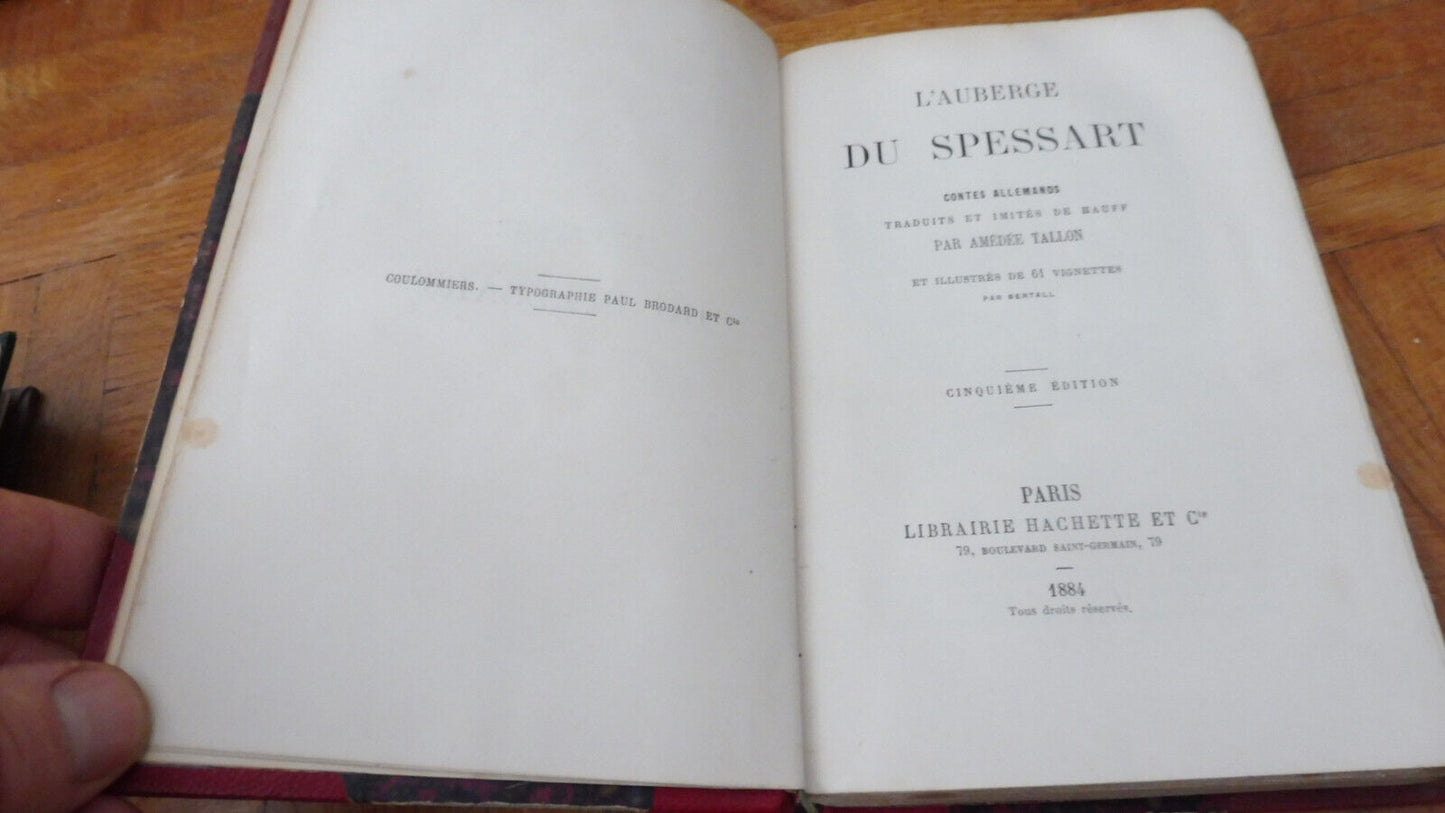 COULOMMIERS. — TYPOGRAPHIE PAUL BRODARD ET Cie
L'AUBERGE
DU SPESSART
CONTES ALLEMANDS
TRADUITS ET IMITÉS DE HAUFF
PAR AMÉDÉE TALLON
ET ILLUSTRÉS DE 61 VIGNETTES
PAR BERTALL
CINQUIÈME ÉDITION
PARIS
LIBRAIRIE HACHETTE ET Cie
79, BOULEVARD SAINT-GERMAIN, 79
1884
Tous droits réservés.